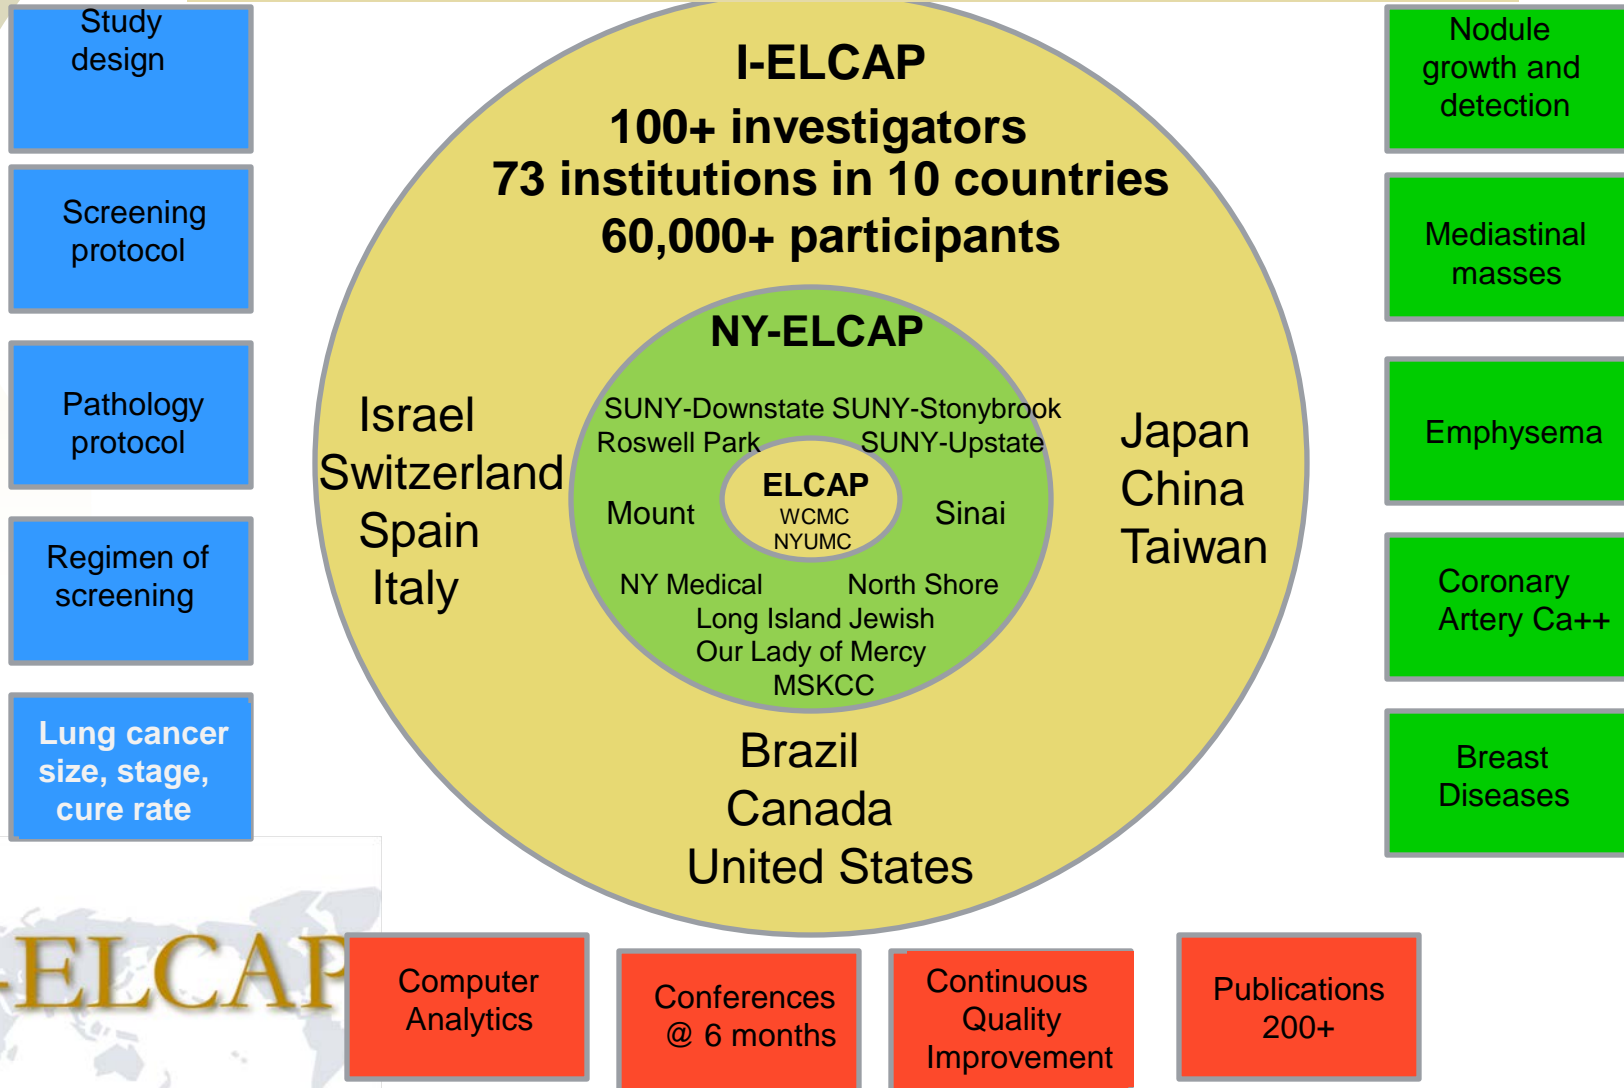 Study
design
Screening
protocol
Pathology
protocol
Regimen of
screening
Lung cancer
size, stage,
cure rate
I-ELCAP
100+ investigators
73 institutions in 10 countries
60,000+ participants
NY-ELCAP
SUNY-Downstate SUNY-Stonybrook
Roswell Park SUNY-Upstate
ELCAP
WCMC
NYUMC
Mount Sinai
NY Medical North Shore
Long Island Jewish
Our Lady of Mercy
MSKCC
Israel
Switzerland
Spain
Italy
Japan
China
Taiwan
Brazil
Canada
United States
Nodule
growth and
detection
Mediastinal
masses
Emphysema
Coronary
Artery Ca++
Breast
Diseases
-ELCAP
Computer
Analytics
Conferences
@ 6 months
Continuous
Quality
Improvement
Publications
200+